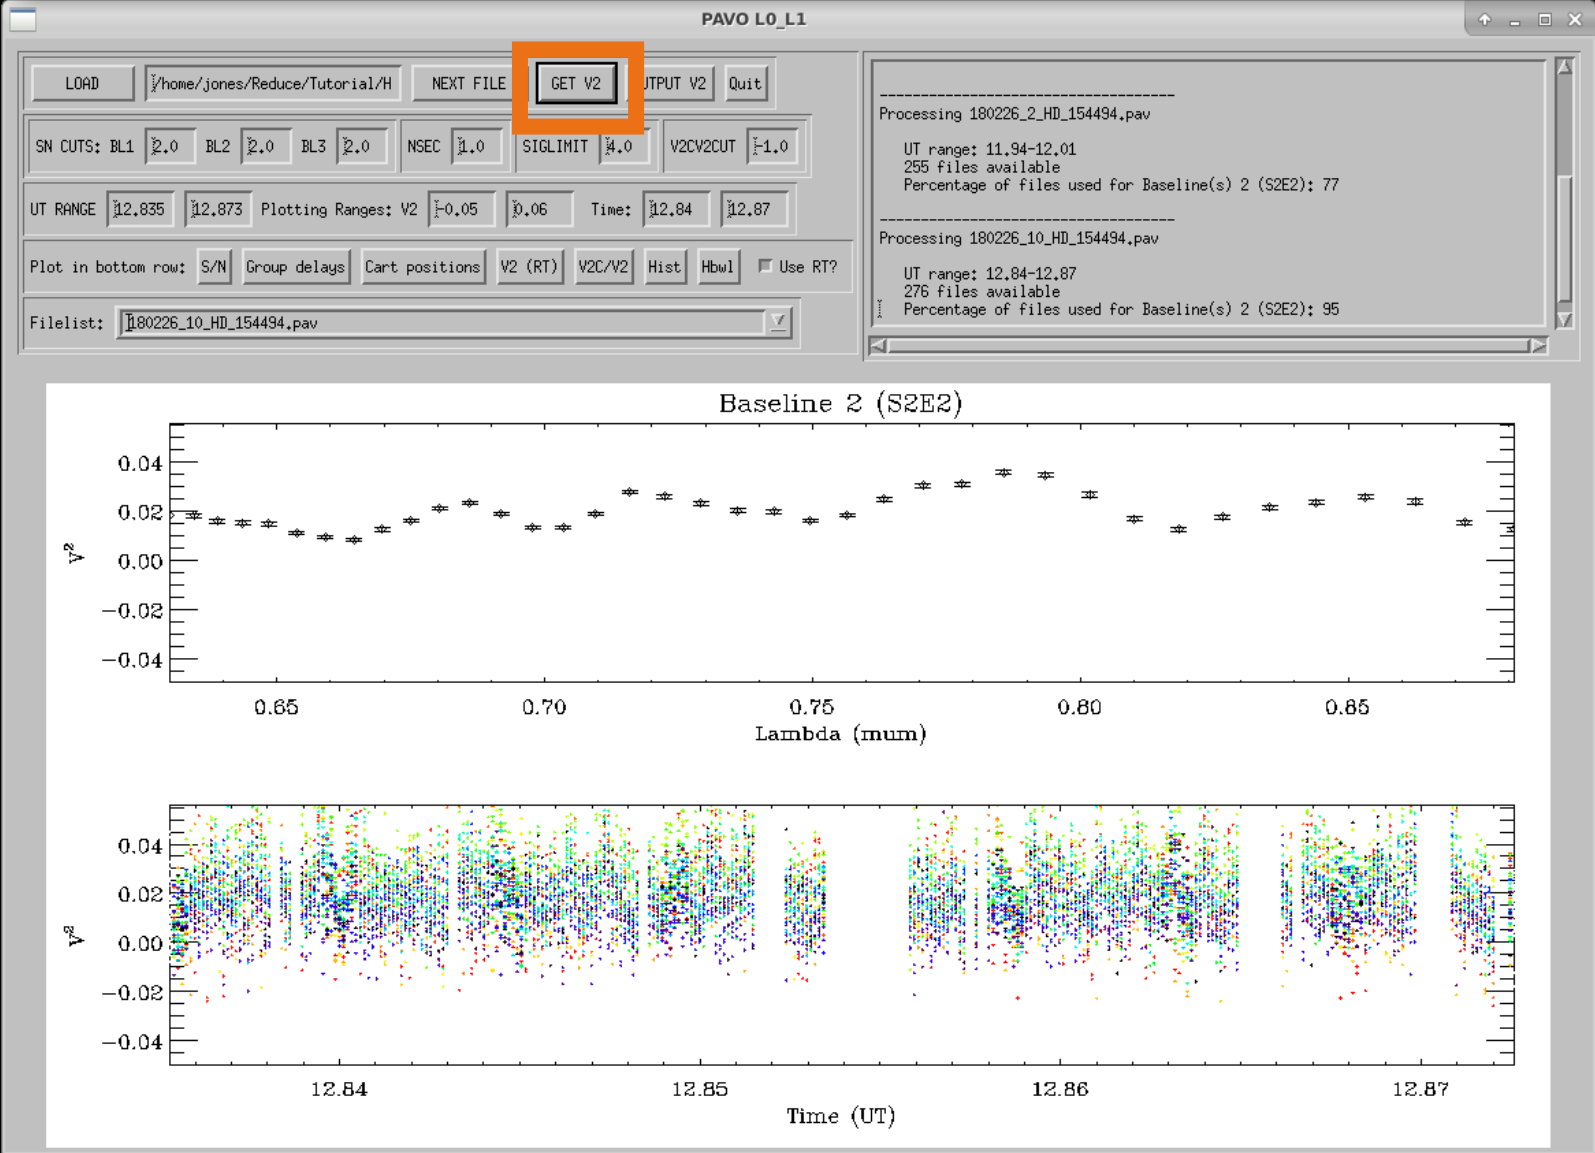 PAVO L0_L1
LOAD /home/jones/Reduce/Tutorial/H NEXT FILE GET V2 UTPUT V2 Quit
SN CUTS: BL1 2.0 BL2 2.0 BL3 2.0 NSEC 1.0 SIGLIMIT 4.0 V2CV2CUT -1.0
UT RANGE 12.835 12.873 Plotting Ranges: V2 -0.05 0.06 Time: 12.84 12.87
Plot in bottom row: S/N Group delays Cart positions V2 (RT) V2C/V2 Hist Hbwl Use RT?
Filelist: 180226_10_HD_154494.pav
-----------------------------------
Processing 180226_2_HD_154494.pav
UT range: 11.94-12.01
255 files available
Percentage of files used for Baseline(s) 2 (S2E2): 77
-----------------------------------
Processing 180226_10_HD_154494.pav
UT range: 12.84-12.87
276 files available
Percentage of files used for Baseline(s) 2 (S2E2): 95
Baseline 2 (S2E2)
0.04
0.02
0.00
-0.02
-0.04
V²
0.65 0.70 0.75 0.80 0.85
Lambda (mum)
0.04
0.02
0.00
-0.02
-0.04
V²
12.84 12.85 12.86 12.87
Time (UT)